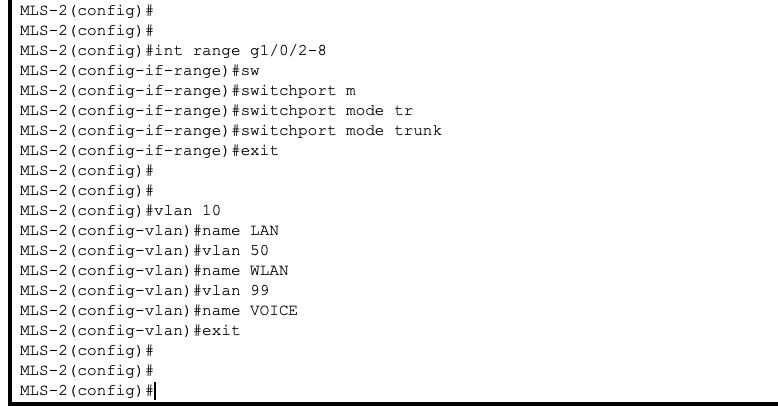 MLS-2(config)#
MLS-2(config)#
MLS-2(config)#int range g1/0/2-8
MLS-2(config-if-range)#sw
MLS-2(config-if-range)#switchport m
MLS-2(config-if-range)#switchport mode tr
MLS-2(config-if-range)#switchport mode trunk
MLS-2(config-if-range)#exit
MLS-2(config)#
MLS-2(config)#
MLS-2(config)#vlan 10
MLS-2(config-vlan)#name LAN
MLS-2(config-vlan)#vlan 50
MLS-2(config-vlan)#name WLAN
MLS-2(config-vlan)#vlan 99
MLS-2(config-vlan)#name VOICE
MLS-2(config-vlan)#exit
MLS-2(config)#
MLS-2(config)#
MLS-2(config)#